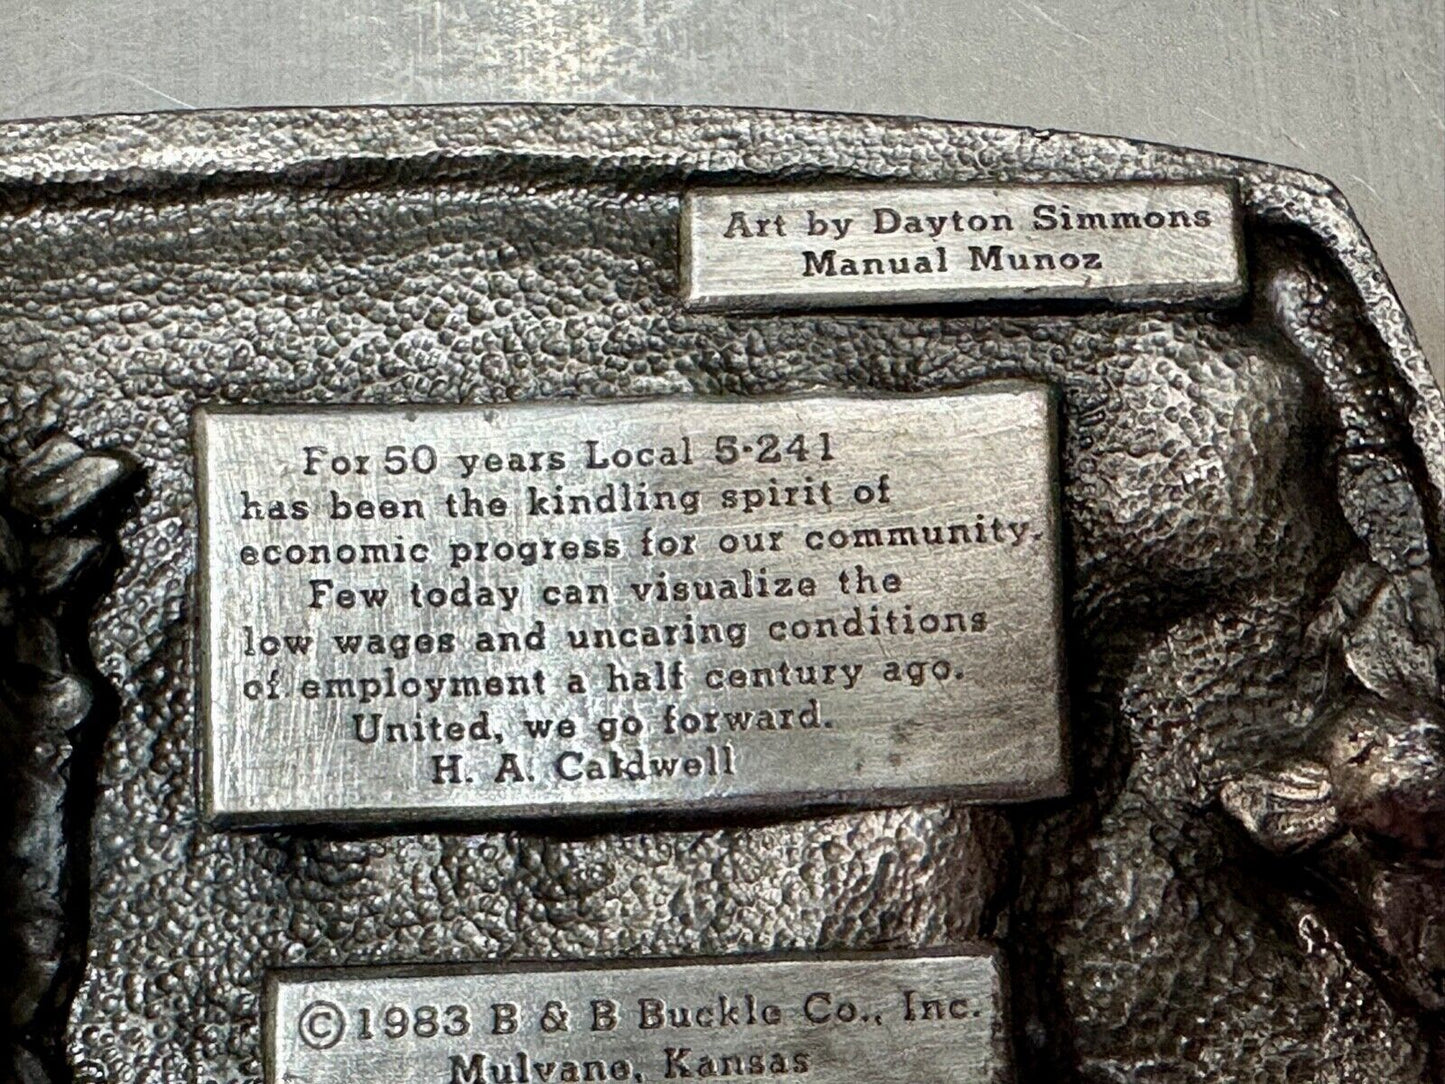 Art by Dayton Simmons
Manual Munoz
For 50 years Local 5-241
has been the kindling spirit of
economic progress for our community.
Few today can visualize the
low wages and uncaring conditions
of employment a half century ago.
United, we go forward.
H. A. Caldwell
©1983 B & B Buckle Co., Inc.
Mulvane, Kansas